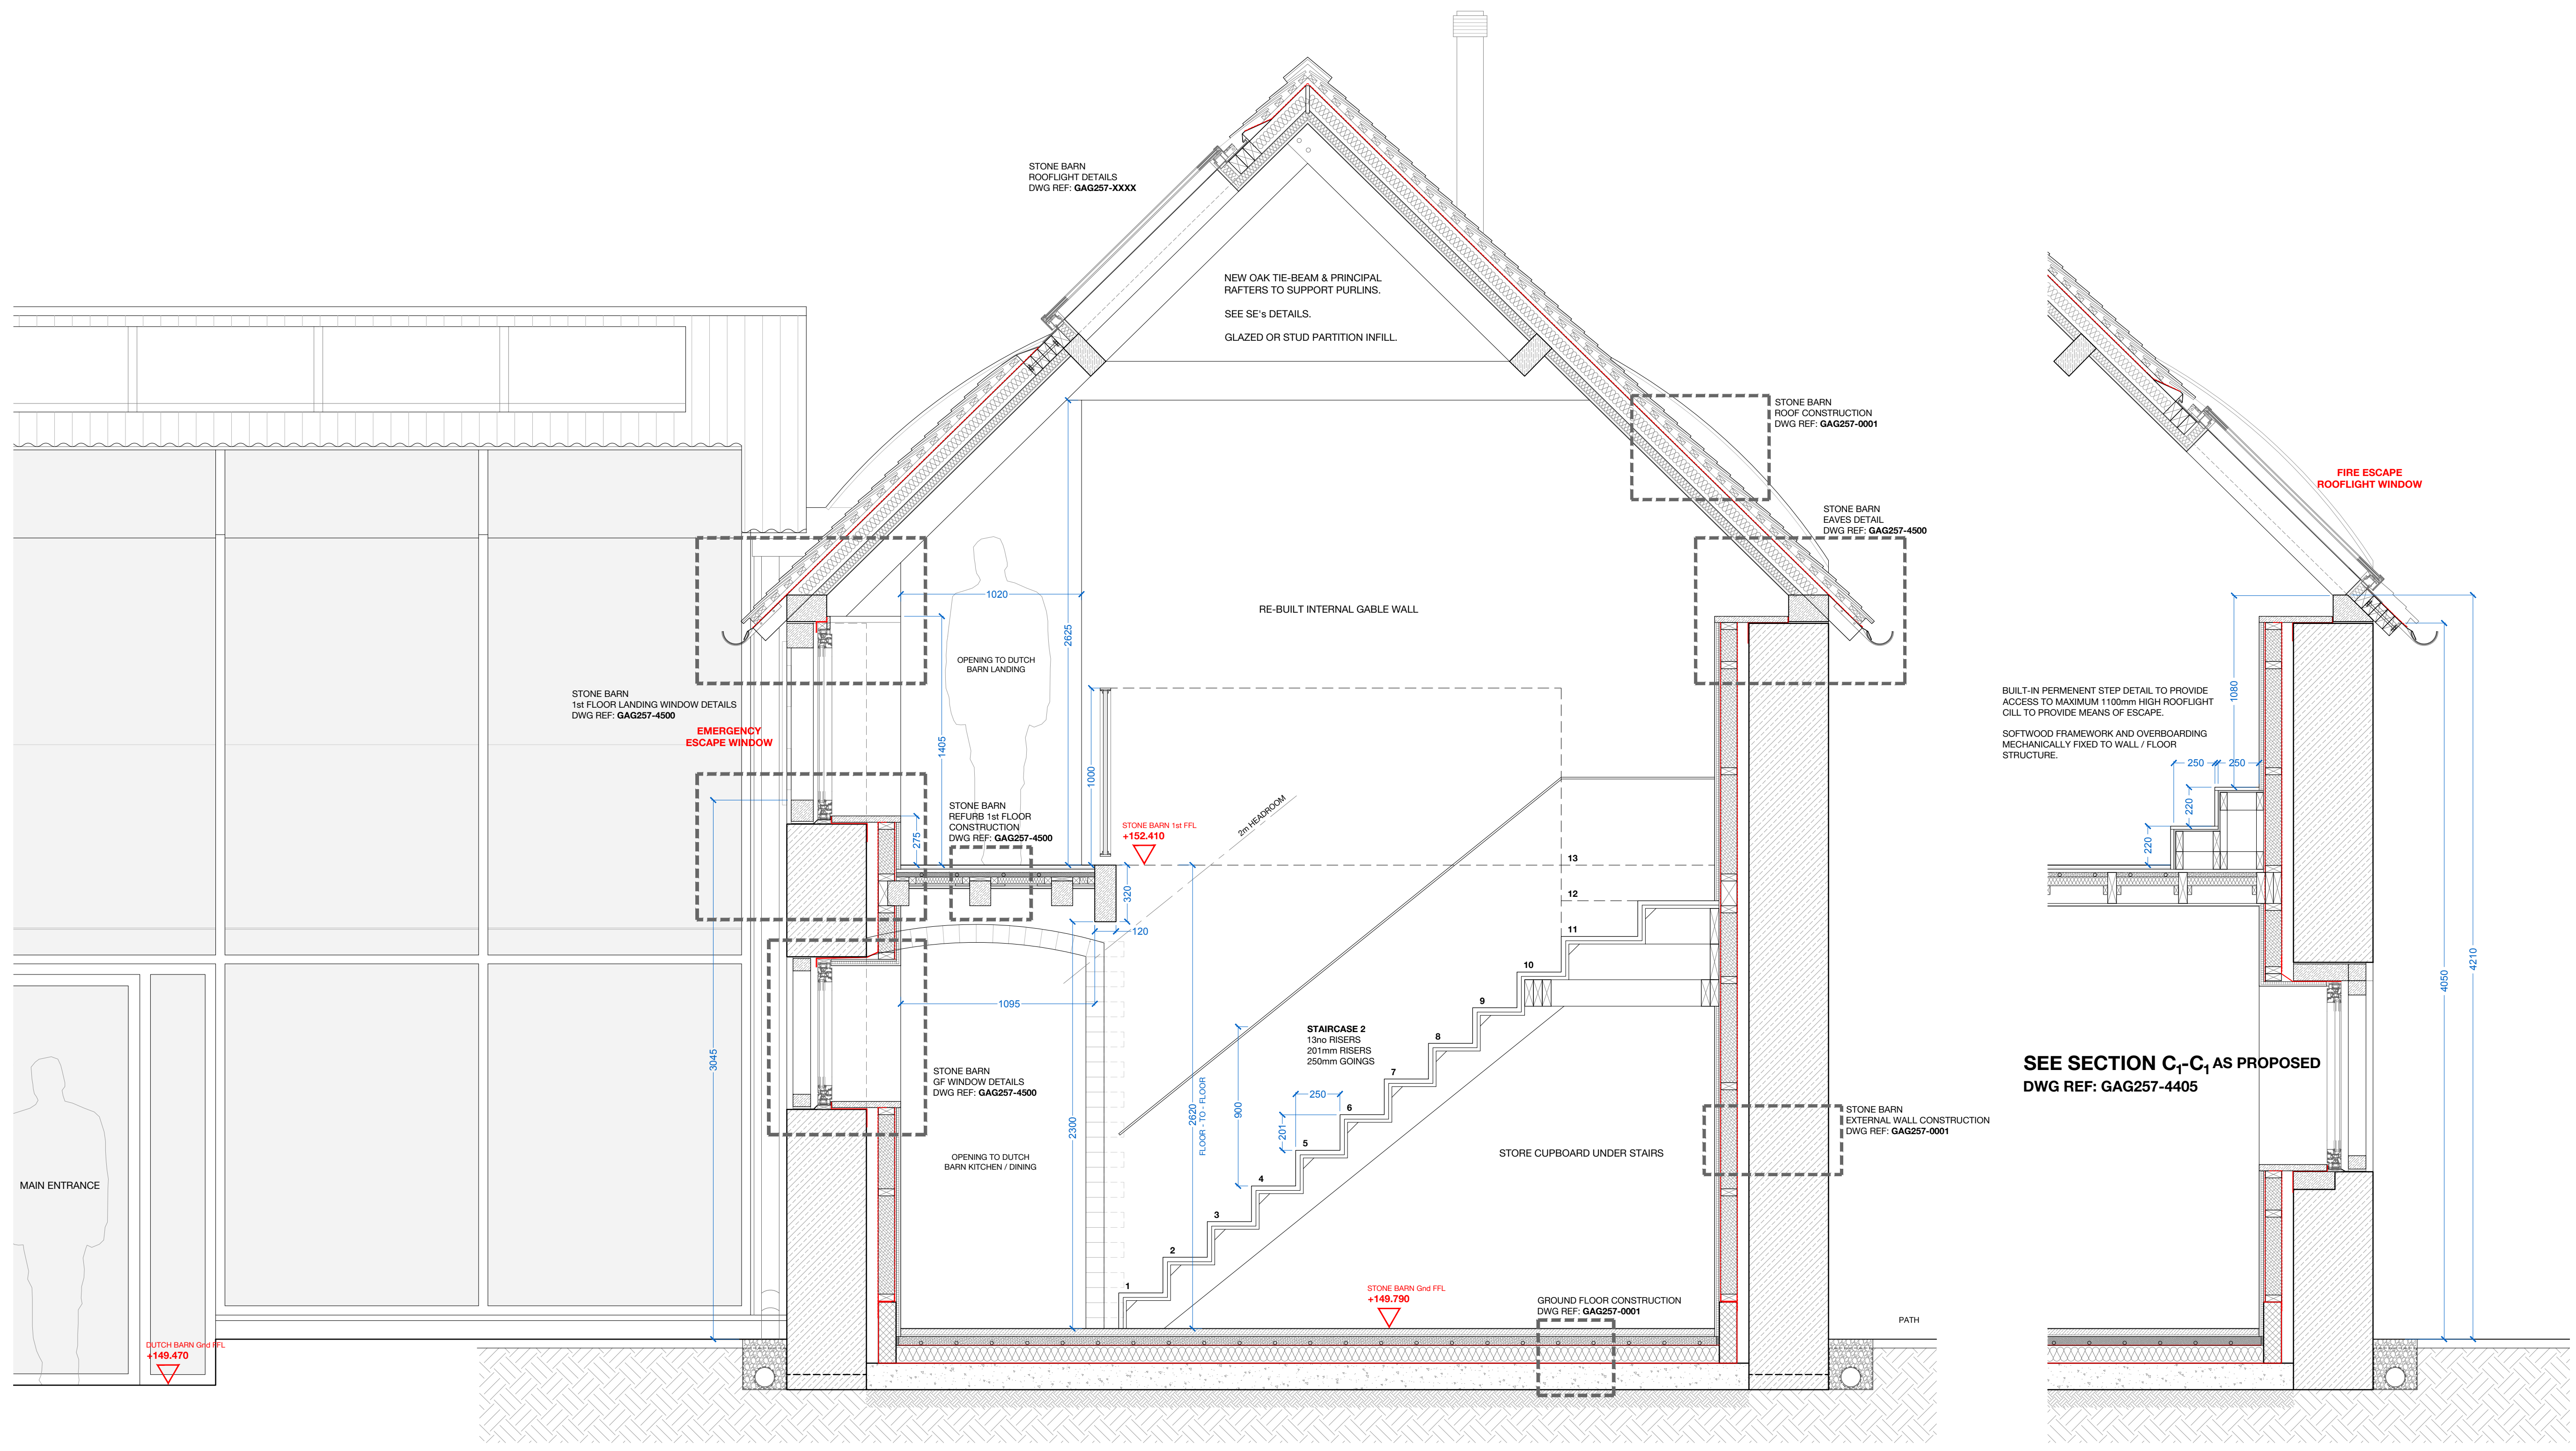 STONE BARN
ROOFLIGHT DETAILS
DWG REF: GAG257-XXXX
NEW OAK TIE-BEAM & PRINCIPAL
RAFTERS TO SUPPORT PURLINS.
SEE SE's DETAILS.
GLAZED OR STUD PARTITION INFILL.
STONE BARN
ROOF CONSTRUCTION
DWG REF: GAG257-0001
STONE BARN
EAVES DETAIL
DWG REF: GAG257-4500
FIRE ESCAPE
ROOFLIGHT WINDOW
1020
2625
RE-BUILT INTERNAL GABLE WALL
OPENING TO DUTCH
BARN LANDING
STONE BARN
1st FLOOR LANDING WINDOW DETAILS
DWG REF: GAG257-4500
EMERGENCY
ESCAPE WINDOW
1405
1000
1080
BUILT-IN PERMENENT STEP DETAIL TO PROVIDE
ACCESS TO MAXIMUM 1100mm HIGH ROOFLIGHT
CILL TO PROVIDE MEANS OF ESCAPE.
SOFTWOOD FRAMEWORK AND OVERBOARDING
MECHANICALLY FIXED TO WALL / FLOOR
STRUCTURE.
250
250
220
220
STONE BARN
REFURB 1st FLOOR
CONSTRUCTION
DWG REF: GAG257-4500
275
STONE BARN 1st FFL
+152.410
2m HEADROOM
320
120
13
12
11
10
9
8
7
6
5
4
3
2
1
1095
3045
STONE BARN
GF WINDOW DETAILS
DWG REF: GAG257-4500
STAIRCASE 2
13no RISERS
201mm RISERS
250mm GOINGS
250
201
900
2620
FLOOR - TO - FLOOR
2300
OPENING TO DUTCH
BARN KITCHEN / DINING
STORE CUPBOARD UNDER STAIRS
STONE BARN
EXTERNAL WALL CONSTRUCTION
DWG REF: GAG257-0001
SEE SECTION C1-C1 AS PROPOSED
DWG REF: GAG257-4405
4050
4210
MAIN ENTRANCE
STONE BARN Gnd FFL
+149.790
GROUND FLOOR CONSTRUCTION
DWG REF: GAG257-0001
PATH
DUTCH BARN Gnd FFL
+149.470